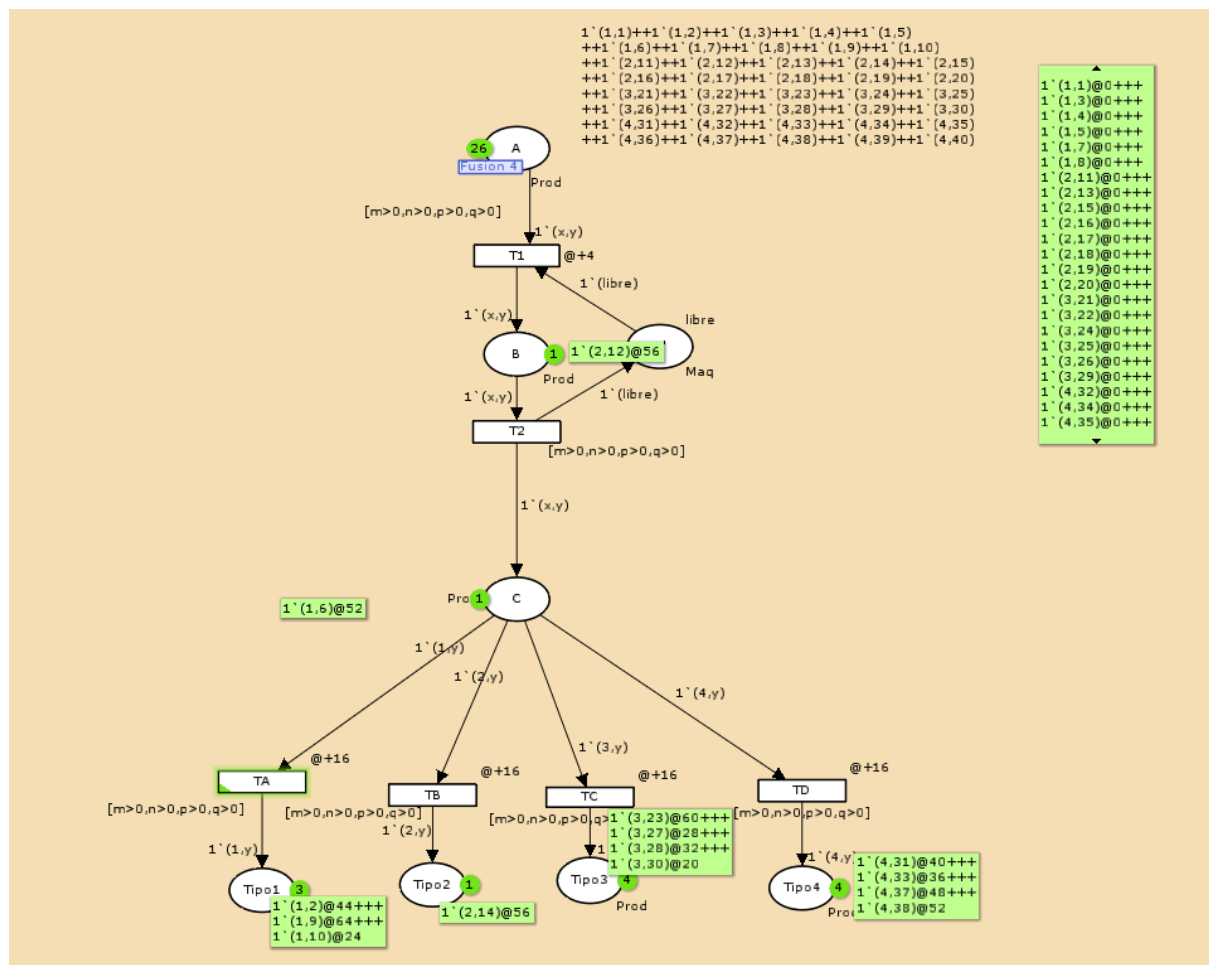 1`(1,1)++1`(1,2)++1`(1,3)++1`(1,4)++1`(1,5)
++1`(1,6)++1`(1,7)++1`(1,8)++1`(1,9)++1`(1,10)
++1`(2,11)++1`(2,12)++1`(2,13)++1`(2,14)++1`(2,15)
++1`(2,16)++1`(2,17)++1`(2,18)++1`(2,19)++1`(2,20)
++1`(3,21)++1`(3,22)++1`(3,23)++1`(3,24)++1`(3,25)
++1`(3,26)++1`(3,27)++1`(3,28)++1`(3,29)++1`(3,30)
++1`(4,31)++1`(4,32)++1`(4,33)++1`(4,34)++1`(4,35)
++1`(4,36)++1`(4,37)++1`(4,38)++1`(4,39)++1`(4,40)
1`(1,1)@0+++
1`(1,3)@0+++
1`(1,4)@0+++
1`(1,5)@0+++
1`(1,7)@0+++
1`(1,8)@0+++
1`(2,11)@0+++
1`(2,13)@0+++
1`(2,15)@0+++
1`(2,16)@0+++
1`(2,17)@0+++
1`(2,18)@0+++
1`(2,19)@0+++
1`(2,20)@0+++
1`(3,21)@0+++
1`(3,22)@0+++
1`(3,24)@0+++
1`(3,25)@0+++
1`(3,26)@0+++
1`(3,29)@0+++
1`(4,32)@0+++
1`(4,34)@0+++
1`(4,35)@0+++
26 A
Fusion 4
Prod
[m>0,n>0,p>0,q>0]
1`(x,y)
T1 @+4
1`(libre)
1`(x,y)
libre
B 1 1`(2,12)@56
Prod
Maq
1`(x,y)
1`(libre)
T2
[m>0,n>0,p>0,q>0]
1`(x,y)
1 C
1`(1,6)@52
1`(1,y)
1`(2,y)
1`(3,y)
1`(4,y)
@+16
@+16
@+16
@+16
TA
TB
TC
TD
[m>0,n>0,p>0,q>0]
[m>0,n>0,p>0,q>0]
[m>0,n>0,p>0,q>
[m>0,n>0,p>0,q>0]
1`(1,y)
1`(2,y)
1`(4,y
Tipo1 3
1`(1,2)@44+++
1`(1,9)@64+++
1`(1,10)@24
Tipo2 1
1`(2,14)@56
Tipo3 4
1`(3,23)@60+++
1`(3,27)@28+++
1`(3,28)@32+++
1`(3,30)@20
Prod
Tipo4 4
1`(4,31)@40+++
1`(4,33)@36+++
1`(4,37)@48+++
1`(4,38)@52